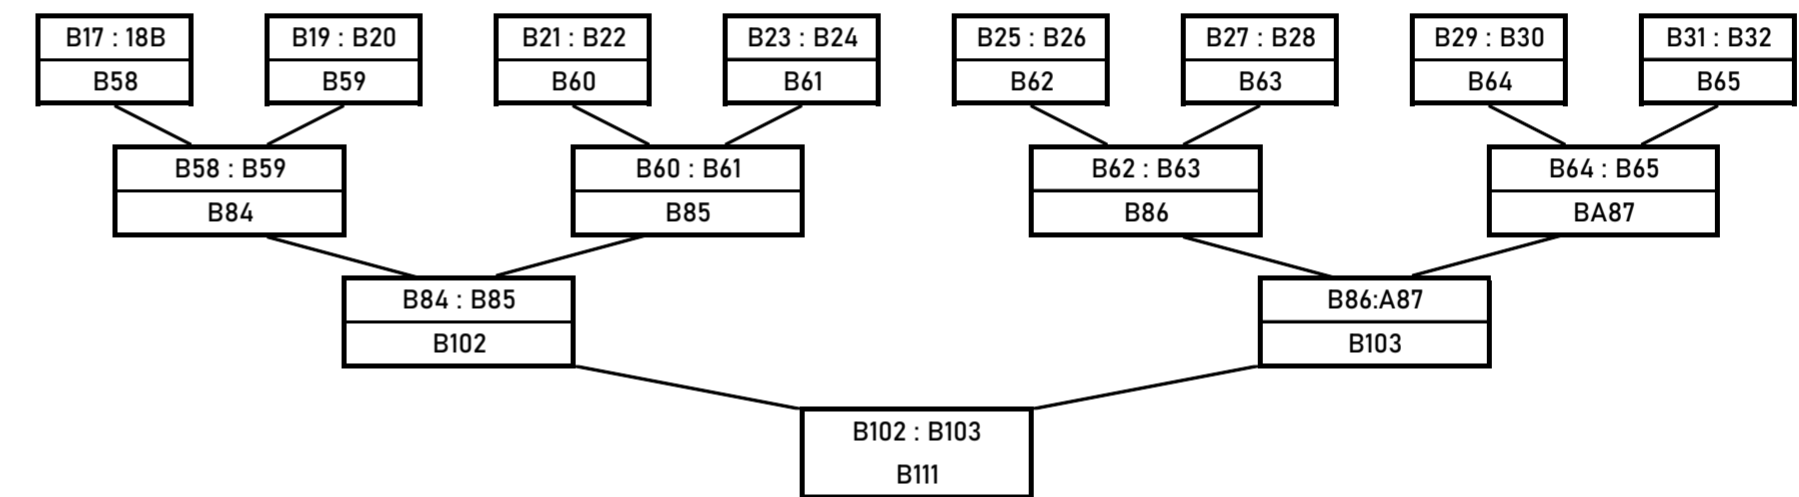 B17 : 18B
B19 : B20
B21 : B22
B23 : B24
B25 : B26
B27 : B28
B29 : B30
B31 : B32
B58
B59
B60
B61
B62
B63
B64
B65
B58 : B59
B60 : B61
B62 : B63
B64 : B65
B84
B85
B86
BA87
B84 : B85
B86:A87
B102
B103
B102 : B103
B111